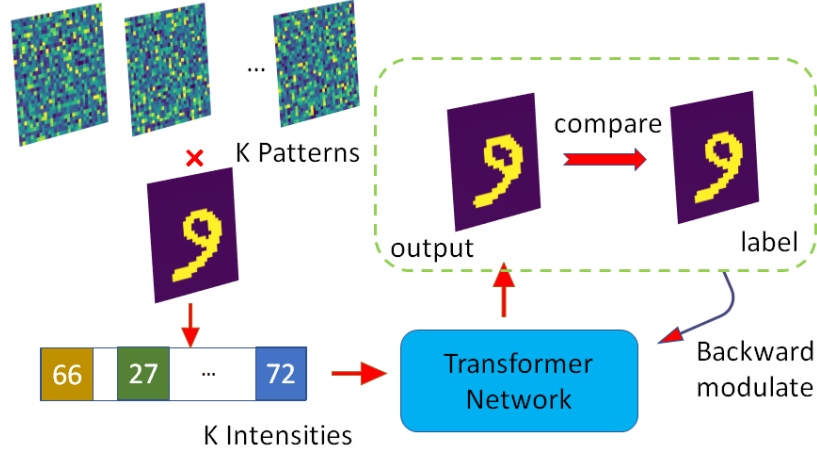 ...
× K Patterns
compare
output
label
66 27 ... 72
K Intensities
Transformer
Network
Backward
modulate